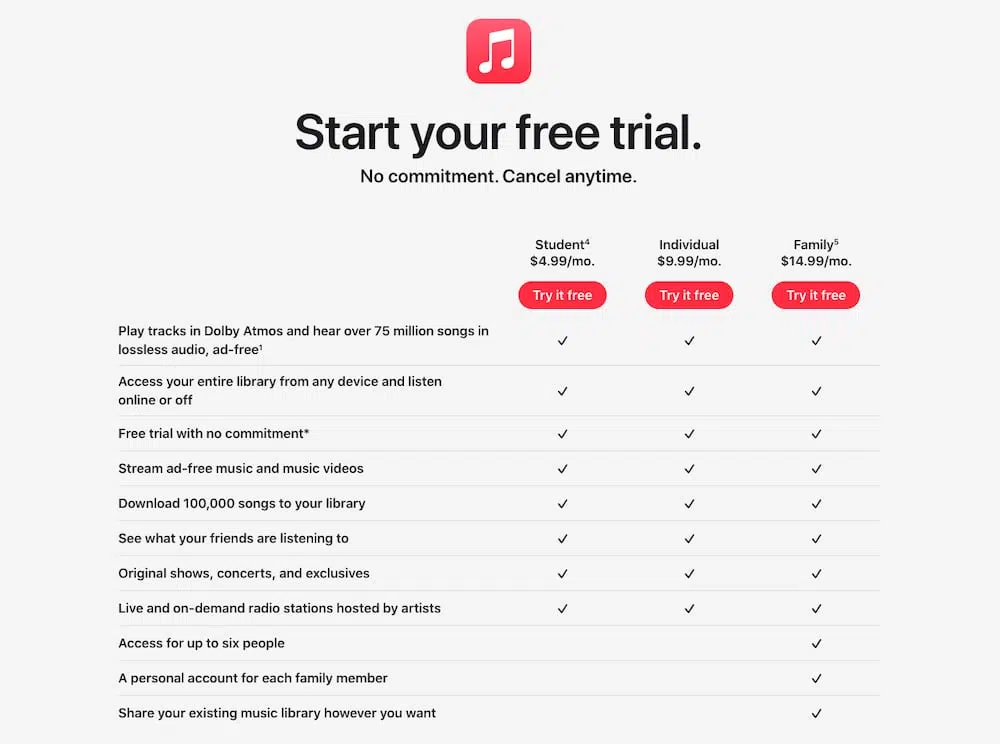 Start your free trial.
No commitment. Cancel anytime.
Student⁴ Individual Family⁵
$4.99/mo. $9.99/mo. $14.99/mo.
Try it free Try it free Try it free
Play tracks in Dolby Atmos and hear over 75 million songs in
lossless audio, ad-free¹ ✓ ✓ ✓
Access your entire library from any device and listen
online or off ✓ ✓ ✓
Free trial with no commitment* ✓ ✓ ✓
Stream ad-free music and music videos ✓ ✓ ✓
Download 100,000 songs to your library ✓ ✓ ✓
See what your friends are listening to ✓ ✓ ✓
Original shows, concerts, and exclusives ✓ ✓ ✓
Live and on-demand radio stations hosted by artists ✓ ✓ ✓
Access for up to six people ✓
A personal account for each family member ✓
Share your existing music library however you want ✓